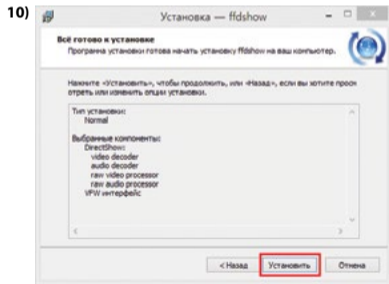 10)
Установка — ffdshow
Всё готово к установке
Программа установки готова начать установку ffdshow на ваш компьютер.
Нажмите «Установить», чтобы продолжить, или «Назад», если вы хотите просм
отреть или изменить опции установки.
Тип установки:
Normal
Выбранные компоненты:
DirectShow:
video decoder
audio decoder
raw video processor
raw audio processor
VFW интерфейс
< Назад
Установить
Отмена